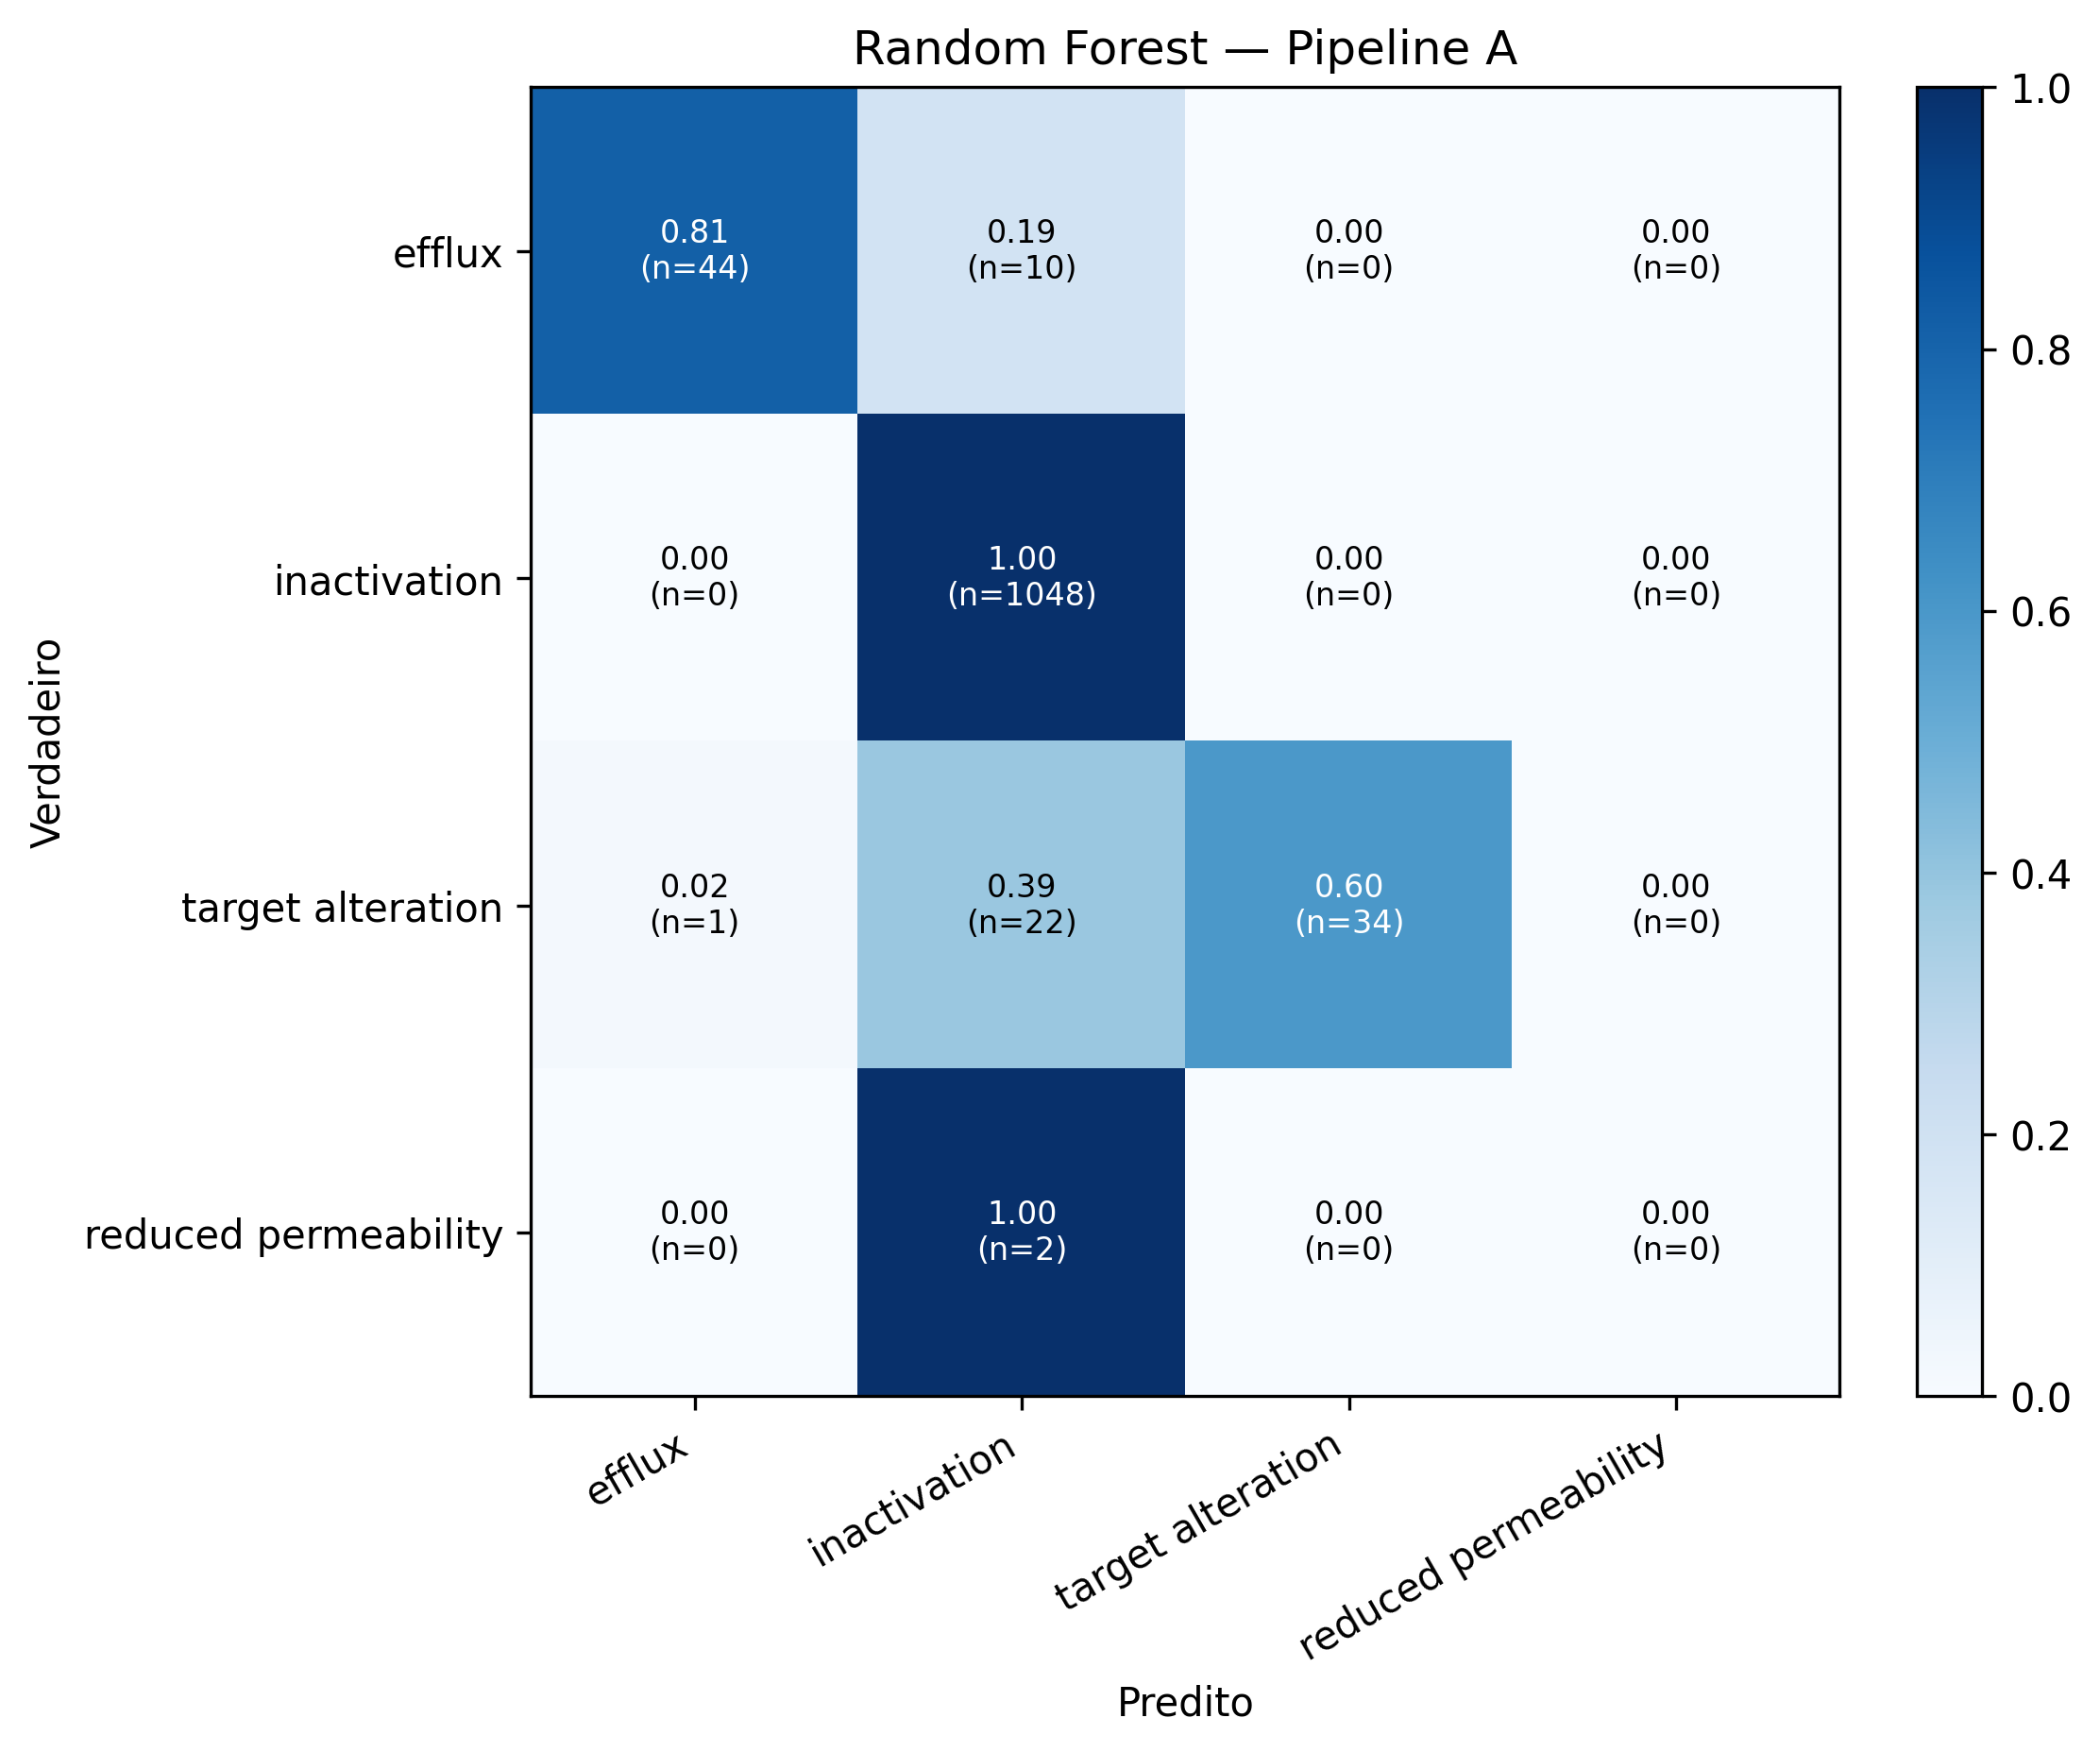 Random Forest — Pipeline A
Verdadeiro
efflux
0.81
(n=44)
0.19
(n=10)
0.00
(n=0)
0.00
(n=0)
inactivation
0.00
(n=0)
1.00
(n=1048)
0.00
(n=0)
0.00
(n=0)
target alteration
0.02
(n=1)
0.39
(n=22)
0.60
(n=34)
0.00
(n=0)
reduced permeability
0.00
(n=0)
1.00
(n=2)
0.00
(n=0)
0.00
(n=0)
efflux
inactivation
target alteration
reduced permeability
Predito
1.0
0.8
0.6
0.4
0.2
0.0